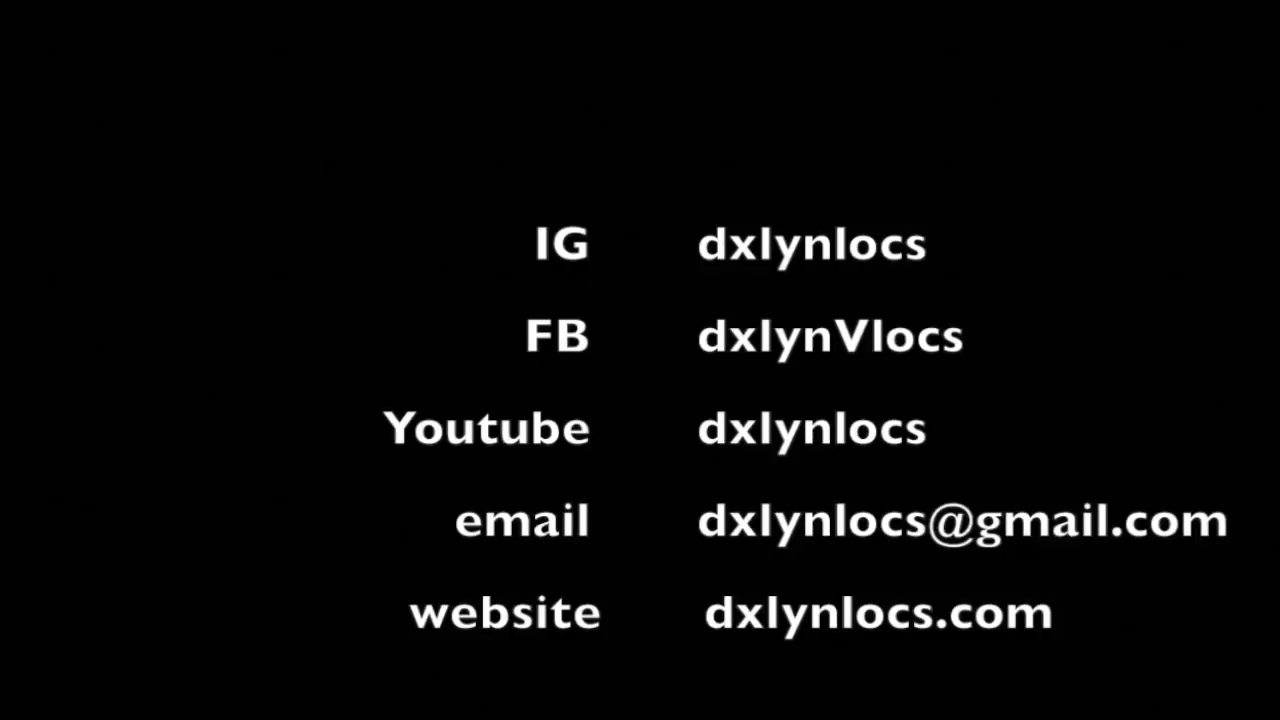 IG dxlynlocs
FB dxlynVlocs
Youtube dxlynlocs
email dxlynlocs@gmail.com
website dxlynlocs.com